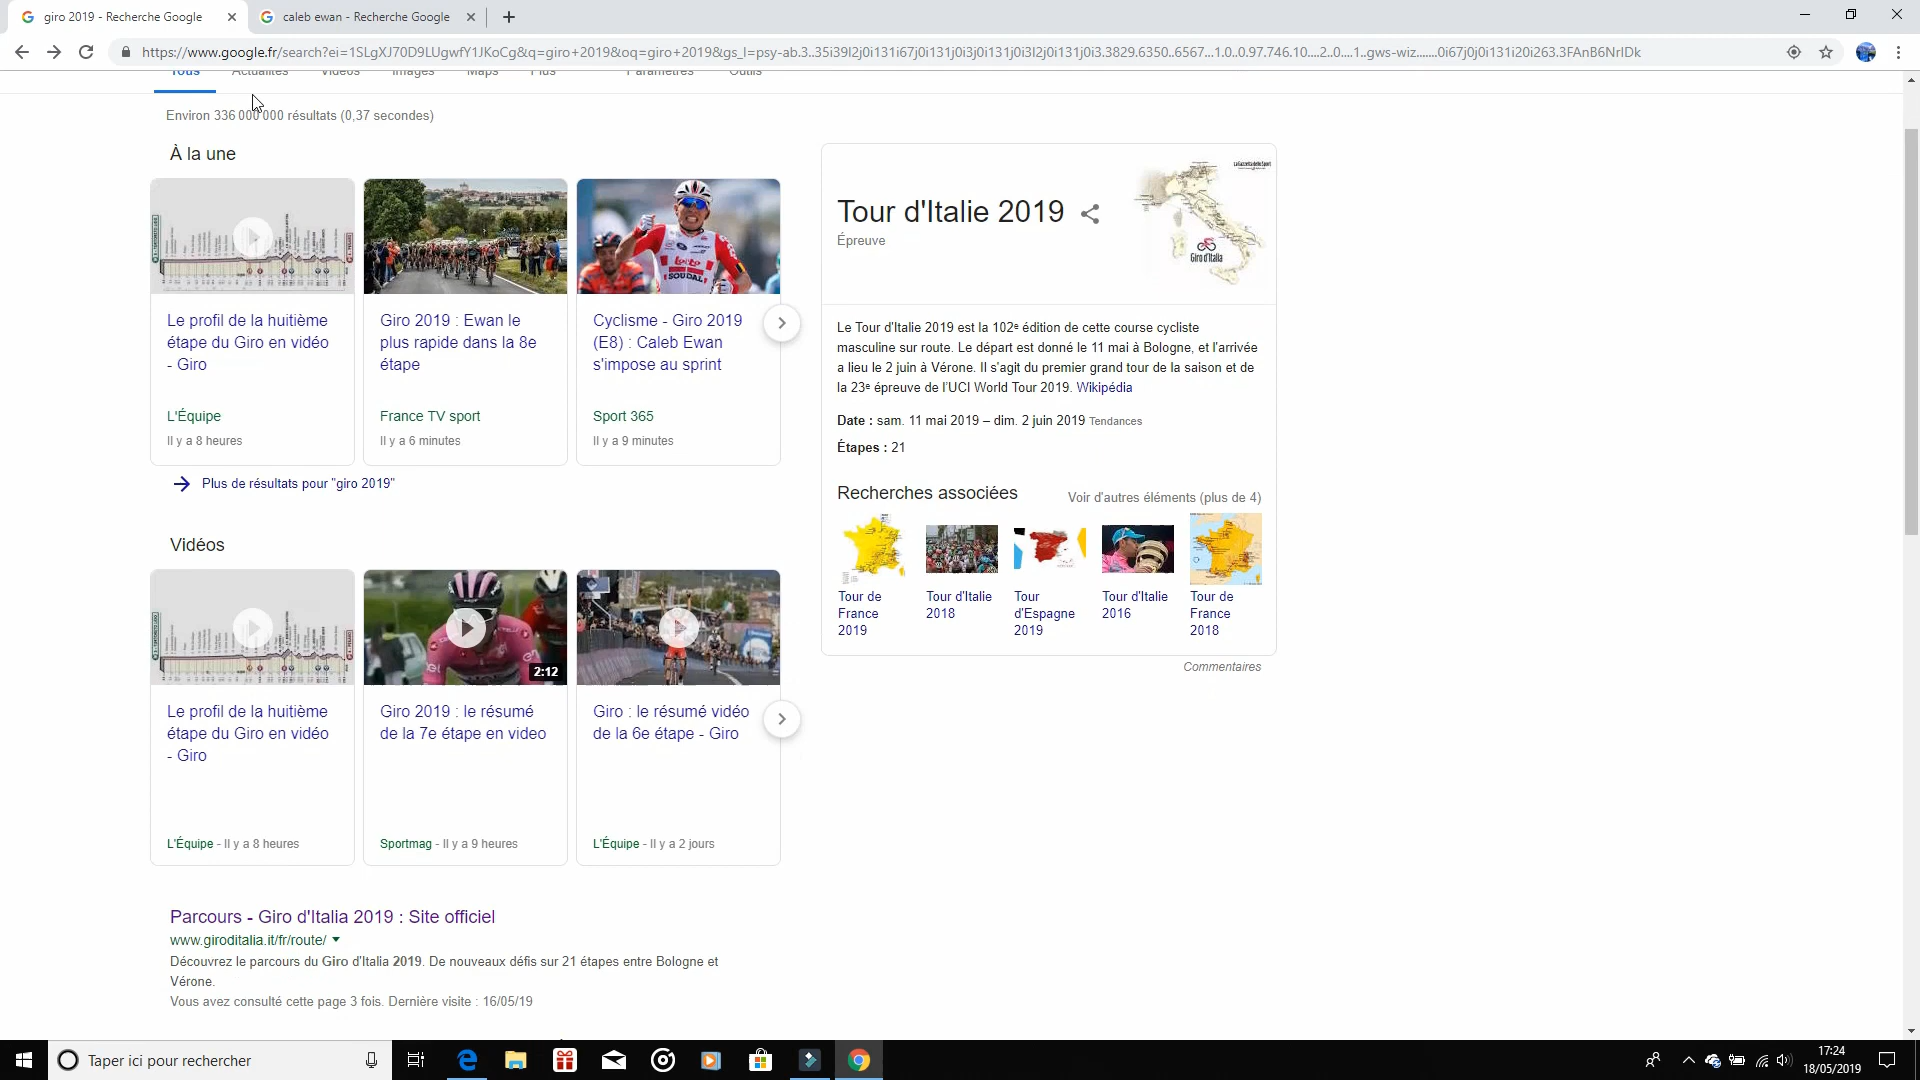 giro 2019 - Recherche Google
caleb ewan - Recherche Google
https://www.google.fr/search?ei=1SLgXJ70D9LUgwfY1JKoCg&q=giro+2019&oq=giro+2019&gs_l=psy-ab.3..35i39l2j0i131i67j0i131j0i3j0i131j0i3l2j0i131j0i3.3829.6350..6567...1.0..0.97.746.10....2..0....1..gws-wiz.......0i67j0j0i131i20i263.3FAnB6NrIDk
Tous Actualités Vidéos Images Maps Plus Paramètres Outils
Environ 336 000 000 résultats (0,37 secondes)
À la une
Le profil de la huitième
étape du Giro en vidéo
- Giro
L'Équipe
Il y a 8 heures
Giro 2019 : Ewan le
plus rapide dans la 8e
étape
France TV sport
Il y a 6 minutes
LOTTO
SOUDAL
Cyclisme - Giro 2019
(E8) : Caleb Ewan
s'impose au sprint
Sport 365
Il y a 9 minutes
Plus de résultats pour "giro 2019"
Vidéos
Le profil de la huitième
étape du Giro en vidéo
- Giro
L'Équipe - Il y a 8 heures
2:12
Giro 2019 : le résumé
de la 7e étape en video
Sportmag - Il y a 9 heures
Giro : le résumé vidéo
de la 6e étape - Giro
L'Équipe - Il y a 2 jours
Parcours - Giro d'Italia 2019 : Site officiel
www.giroditalia.it/fr/route/
Découvrez le parcours du Giro d'Italia 2019. De nouveaux défis sur 21 étapes entre Bologne et
Vérone.
Vous avez consulté cette page 3 fois. Dernière visite : 16/05/19
Tour d'Italie 2019
Épreuve
La Gazzetta dello Sport
Giro d'Italia
Le Tour d'Italie 2019 est la 102ᵉ édition de cette course cycliste
masculine sur route. Le départ est donné le 11 mai à Bologne, et l'arrivée
a lieu le 2 juin à Vérone. Il s'agit du premier grand tour de la saison et de
la 23ᵉ épreuve de l'UCI World Tour 2019. Wikipédia
Date : sam. 11 mai 2019 – dim. 2 juin 2019 Tendances
Étapes : 21
Recherches associées
Voir d'autres éléments (plus de 4)
Tour de
France
2019
Tour d'Italie
2018
Tour
d'Espagne
2019
Tour d'Italie
2016
Tour de
France
2018
Commentaires
Taper ici pour rechercher
17:24
18/05/2019